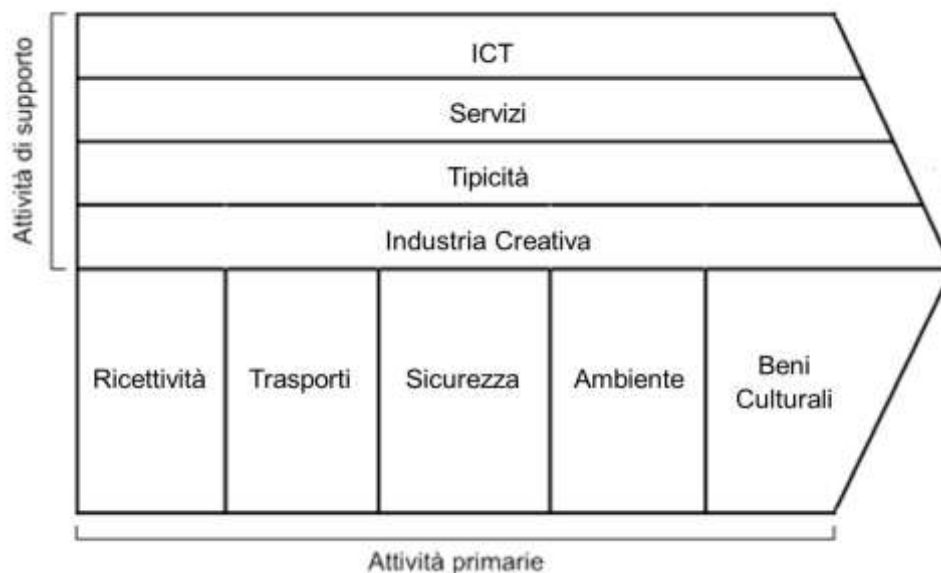 Attività di supporto
ICT
Servizi
Tipicità
Industria Creativa
Ricettività
Trasporti
Sicurezza
Ambiente
Beni
Culturali
Attività primarie